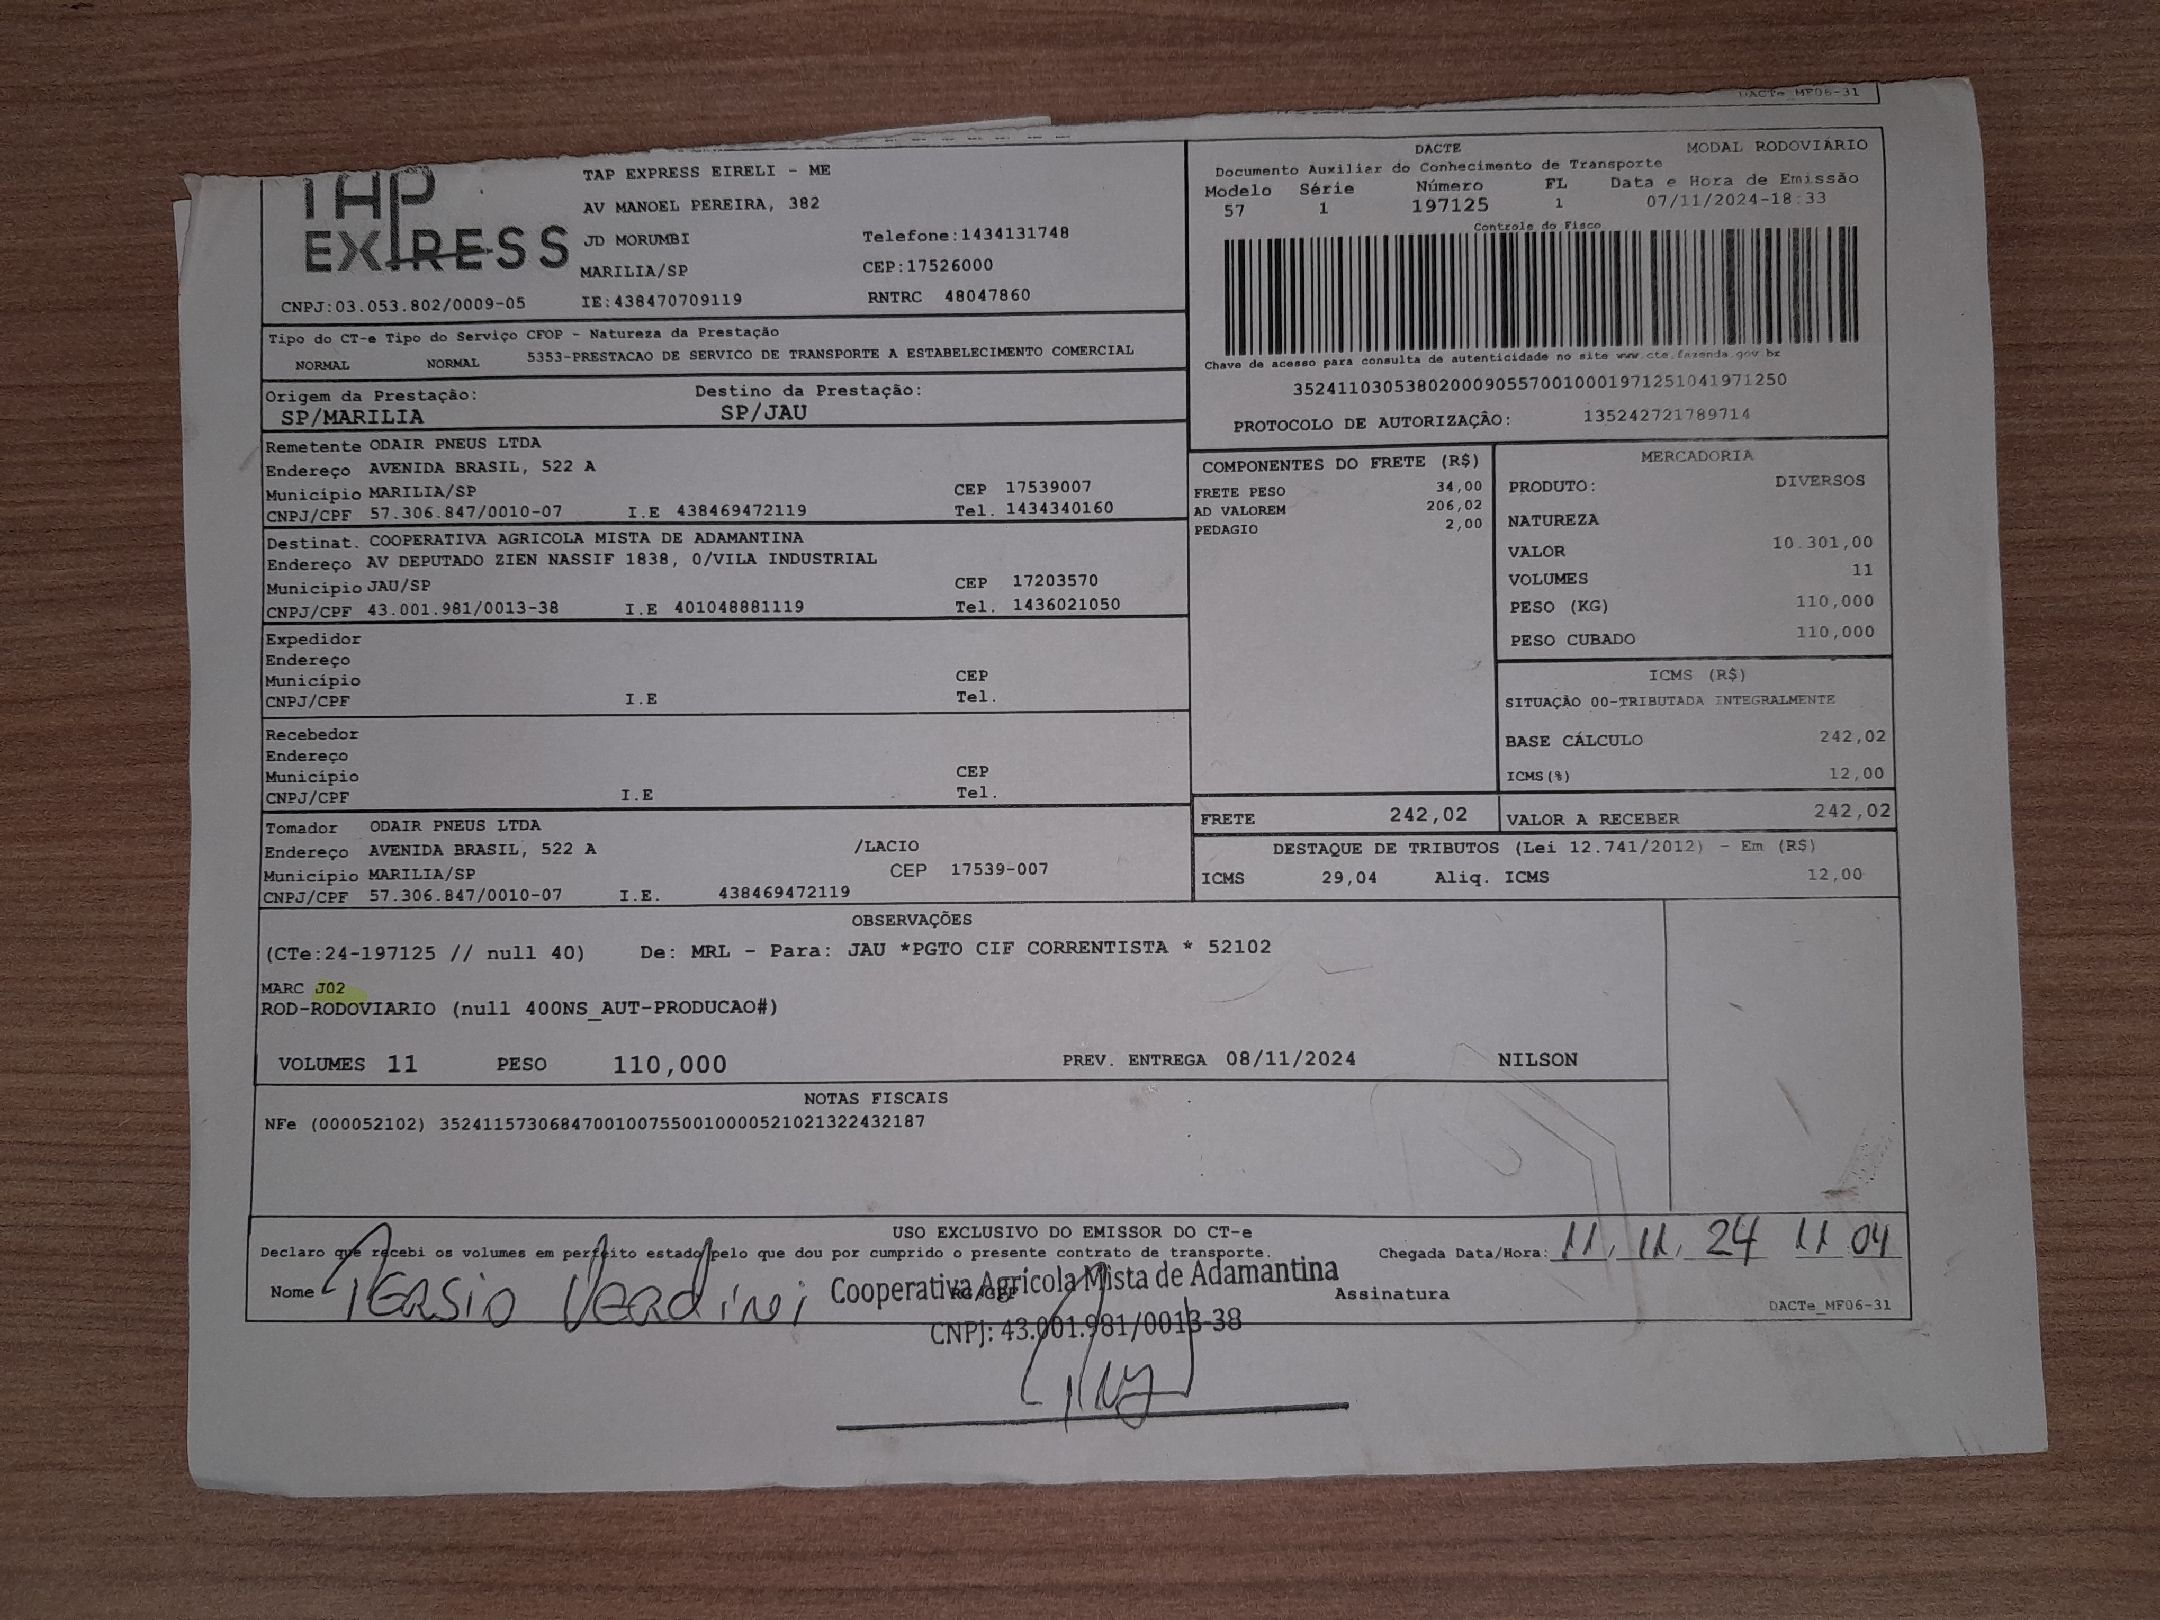 DACTe_MF06-31
TAP
EXPRESS
TAP EXPRESS EIRELI - ME
AV MANOEL PEREIRA, 382
JD MORUMBI Telefone:1434131748
MARILIA/SP CEP:17526000
CNPJ:03.053.802/0009-05 IE:438470709119 RNTRC 48047860
DACTE MODAL RODOVIÁRIO
Documento Auxiliar do Conhecimento de Transporte
Modelo Série Número FL Data e Hora de Emissão
57 1 197125 1 07/11/2024-18:33
Controle do Fisco
Chave de acesso para consulta de autenticidade no site www.cte.fazenda.gov.br
35241103053802000905570010001971251041971250
PROTOCOLO DE AUTORIZAÇÃO: 135242721789714
Tipo do CT-e Tipo do Serviço CFOP - Natureza da Prestação
NORMAL NORMAL 5353-PRESTACAO DE SERVICO DE TRANSPORTE A ESTABELECIMENTO COMERCIAL
Origem da Prestação: Destino da Prestação:
SP/MARILIA SP/JAU
Remetente ODAIR PNEUS LTDA
Endereço AVENIDA BRASIL, 522 A
Município MARILIA/SP CEP 17539007
CNPJ/CPF 57.306.847/0010-07 I.E 438469472119 Tel. 1434340160
Destinat. COOPERATIVA AGRICOLA MISTA DE ADAMANTINA
Endereço AV DEPUTADO ZIEN NASSIF 1838, 0/VILA INDUSTRIAL
Município JAU/SP CEP 17203570
CNPJ/CPF 43.001.981/0013-38 I.E 401048881119 Tel. 1436021050
Expedidor
Endereço
Município CEP
CNPJ/CPF I.E Tel.
Recebedor
Endereço
Município CEP
CNPJ/CPF I.E Tel.
Tomador ODAIR PNEUS LTDA
Endereço AVENIDA BRASIL, 522 A /LACIO
Município MARILIA/SP CEP 17539-007
CNPJ/CPF 57.306.847/0010-07 I.E. 438469472119
COMPONENTES DO FRETE (R$)
FRETE PESO 34,00
AD VALOREM 206,02
PEDAGIO 2,00
MERCADORIA
PRODUTO: DIVERSOS
NATUREZA
VALOR 10.301,00
VOLUMES 11
PESO (KG) 110,000
PESO CUBADO 110,000
ICMS (R$)
SITUAÇÃO 00-TRIBUTADA INTEGRALMENTE
BASE CÁLCULO 242,02
ICMS(%) 12,00
FRETE 242,02 VALOR A RECEBER 242,02
DESTAQUE DE TRIBUTOS (Lei 12.741/2012) - Em (R$)
ICMS 29,04 Aliq. ICMS 12,00
OBSERVAÇÕES
(CTe:24-197125 // null 40) De: MRL - Para: JAU *PGTO CIF CORRENTISTA * 52102
MARC J02
ROD-RODOVIARIO (null 400NS_AUT-PRODUCAO#)
VOLUMES 11 PESO 110,000 PREV. ENTREGA 08/11/2024 NILSON
NOTAS FISCAIS
NFe (000052102) 35241157306847001007550010000521021322432187
USO EXCLUSIVO DO EMISSOR DO CT-e
Declaro que recebi os volumes em perfeito estado pelo que dou por cumprido o presente contrato de transporte. Chegada Data/Hora: 11.11.24 11 04
Nome TERSIO VERDINI RG/CPF Assinatura
Cooperativa Agrícola Mista de Adamantina
CNPJ: 43.001.981/0013-38
DACTe_MF06-31